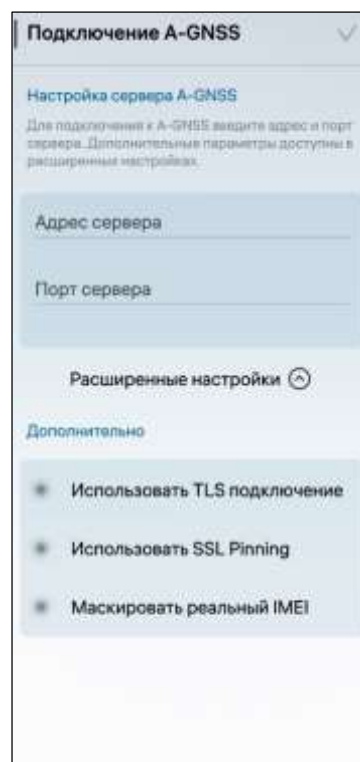 Подключение A-GNSS
Настройка сервера A-GNSS
Для подключения к A-GNSS введите адрес и порт
сервера. Дополнительные параметры доступны в
расширенных настройках.
Адрес сервера
Порт сервера
Расширенные настройки
Дополнительно
Использовать TLS подключение
Использовать SSL Pinning
Маскировать реальный IMEI